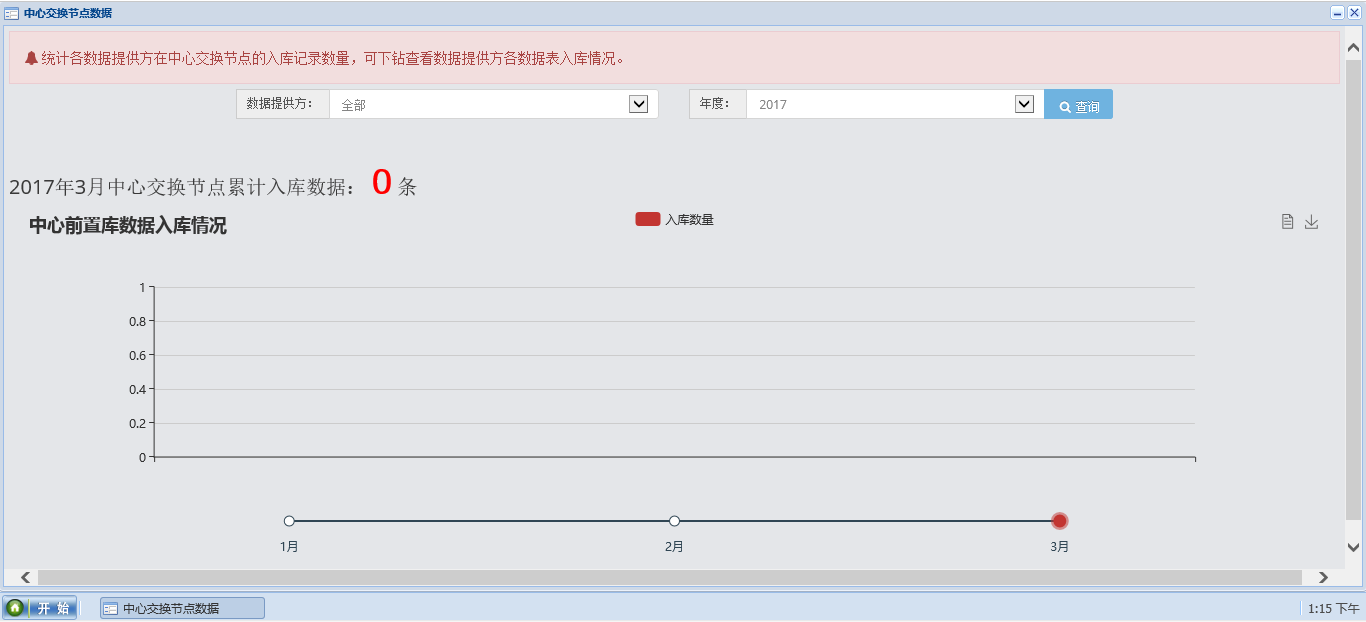 中心交换节点数据
统计各数据提供方在中心交换节点的入库记录数量，可下钻查看数据提供方各数据表入库情况。
数据提供方： 全部 年度： 2017 查询
2017年3月中心交换节点累计入库数据： 0 条
中心前置库数据入库情况 入库数量
1
0.8
0.6
0.4
0.2
0
1月 2月 3月
开 始 中心交换节点数据 1:15 下午